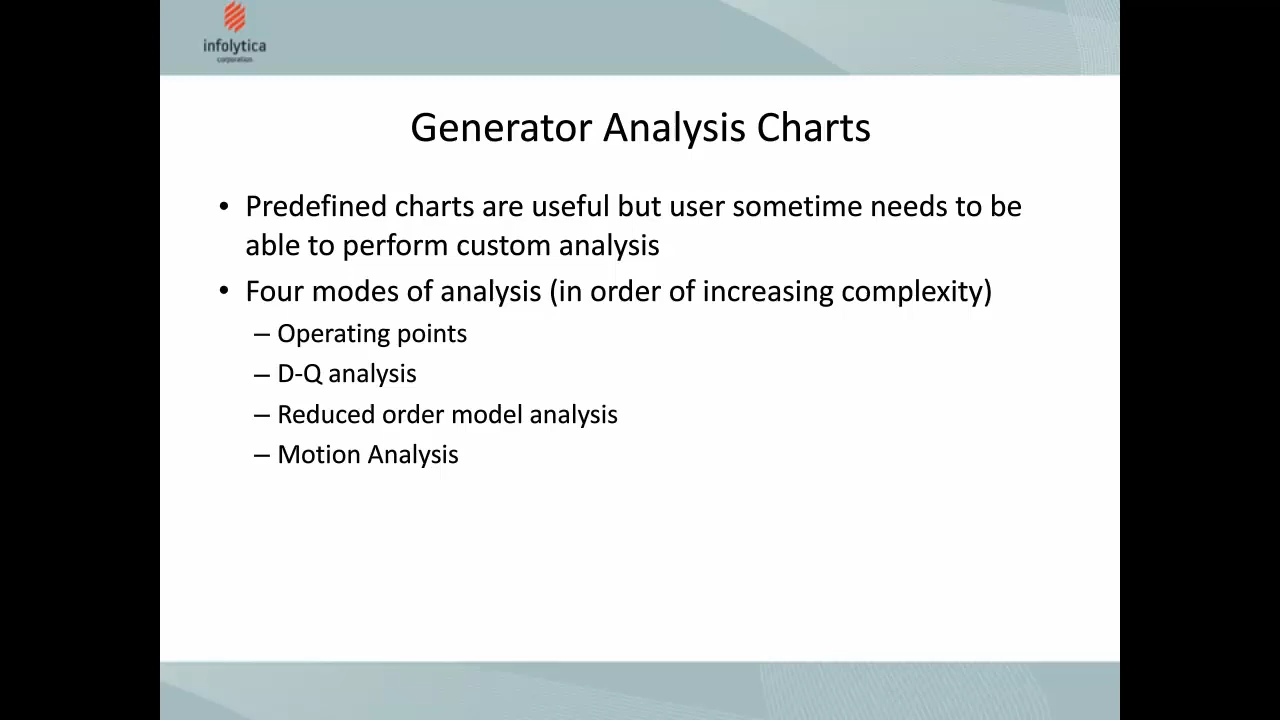 infolytica
corporation
Generator Analysis Charts
• Predefined charts are useful but user sometime needs to be
able to perform custom analysis
• Four modes of analysis (in order of increasing complexity)
– Operating points
– D-Q analysis
– Reduced order model analysis
– Motion Analysis